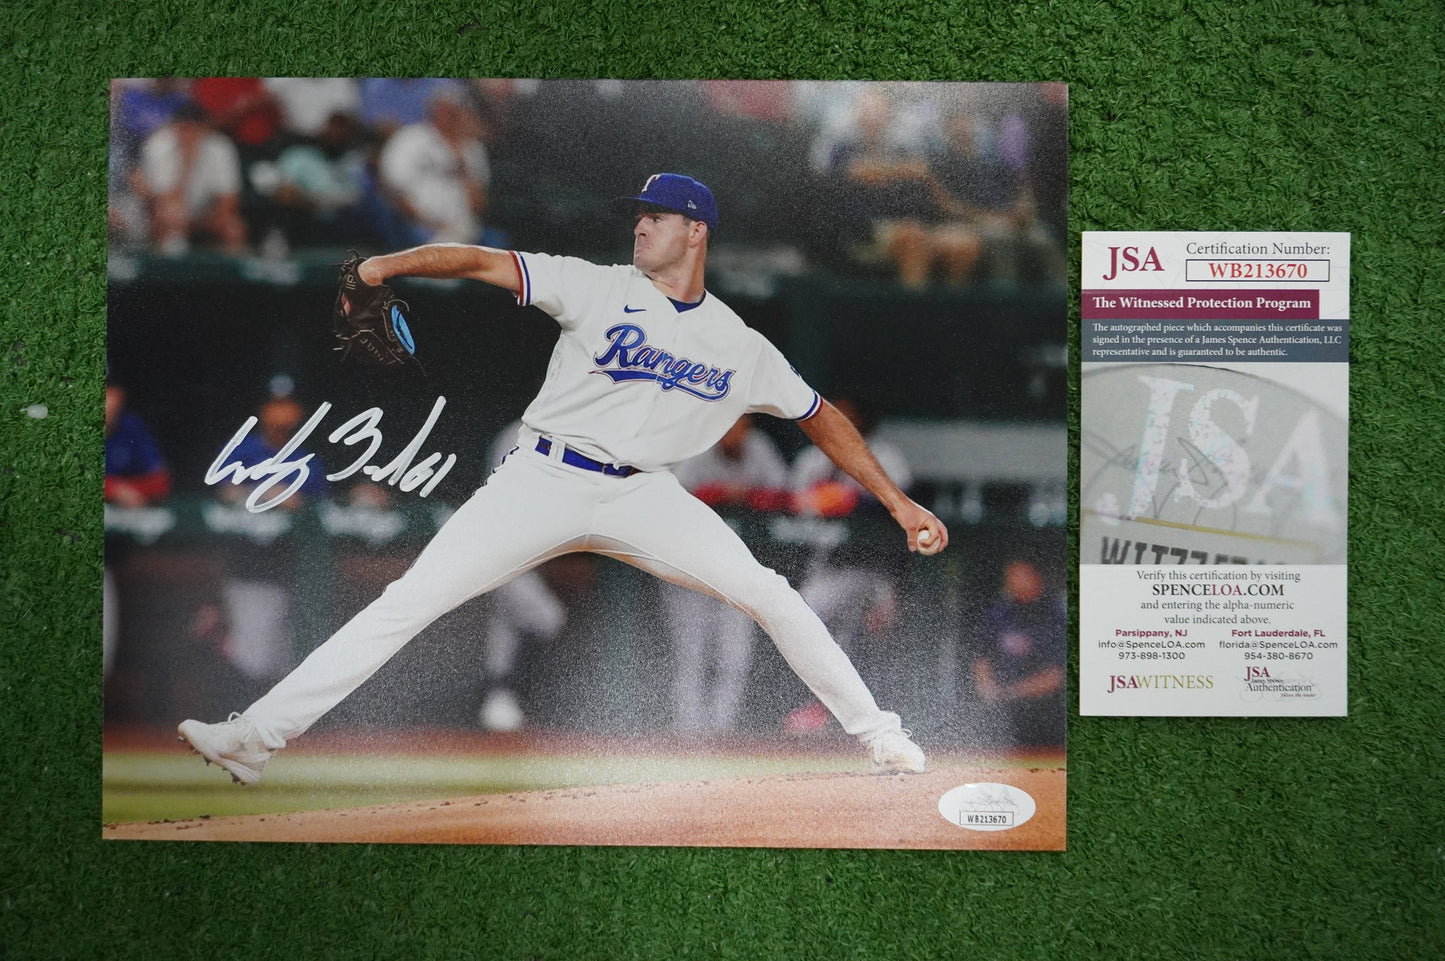 T
Rangers
61
WB213670
JSA
Certification Number:
WB213670
The Witnessed Protection Program
The autographed piece which accompanies this certificate was
signed in the presence of a James Spence Authentication, LLC
representative and is guaranteed to be authentic.
JSA
Verify this certification by visiting
SPENCELOA.COM
and entering the alpha-numeric
value indicated above.
Parsippany, NJ
info@SpenceLOA.com
973-898-1300
Fort Lauderdale, FL
florida@SpenceLOA.com
954-380-8670
JSAWITNESS
JSA
James Spence
Authentication